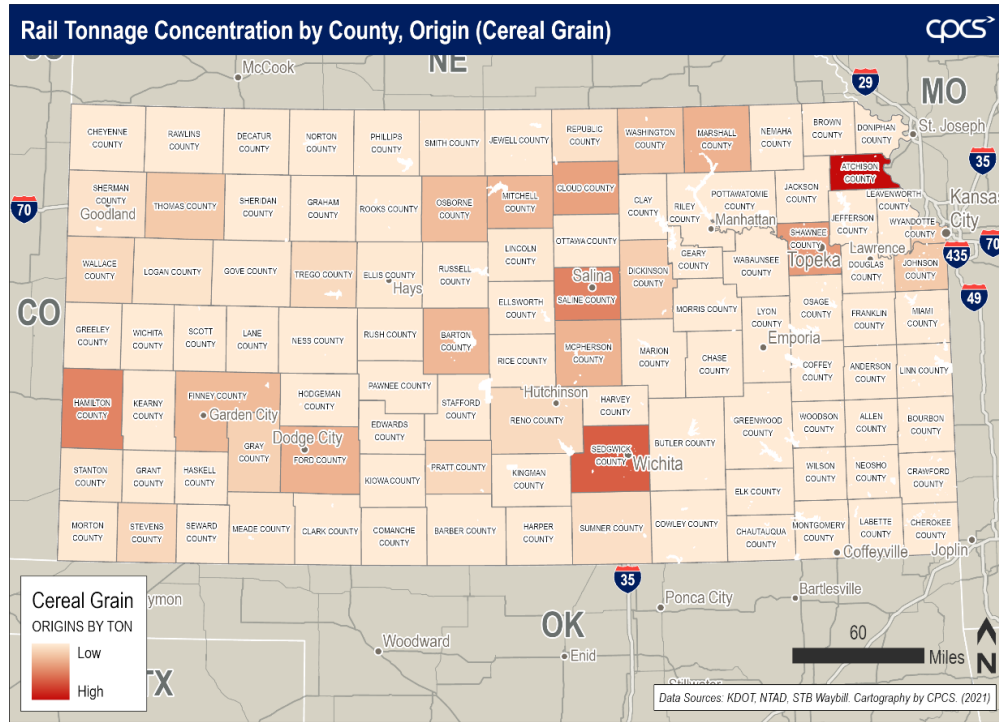 Rail Tonnage Concentration by County, Origin (Cereal Grain)
CPCS
McCook
NE
29
MO
CHEYENNE
COUNTY
RAWLINS
COUNTY
DECATUR
COUNTY
NORTON
COUNTY
PHILLIPS
COUNTY
SMITH COUNTY
JEWELL COUNTY
REPUBLIC
COUNTY
WASHINGTON
COUNTY
MARSHALL
COUNTY
NEMAHA
COUNTY
BROWN
COUNTY
DONIPHAN
COUNTY
St. Joseph
35
ATCHISON
COUNTY
70
SHERMAN
COUNTY
Goodland
THOMAS COUNTY
SHERIDAN
COUNTY
GRAHAM
COUNTY
ROOKS COUNTY
OSBORNE
COUNTY
MITCHELL
COUNTY
CLOUD COUNTY
CLAY
COUNTY
RILEY
COUNTY
POTTAWATOMIE
COUNTY
Manhattan
JACKSON
COUNTY
JEFFERSON
COUNTY
LEAVENWORTH
COUNTY
WYANDOTTE
COUNTY
Kansas
City
WALLACE
COUNTY
LOGAN COUNTY
GOVE COUNTY
TREGO COUNTY
ELLIS COUNTY
Hays
RUSSELL
COUNTY
LINCOLN
COUNTY
OTTAWA COUNTY
Salina
SALINE COUNTY
DICKINSON
COUNTY
GEARY
COUNTY
WABAUNSEE
COUNTY
SHAWNEE
COUNTY
Topeka
Lawrence
DOUGLAS
COUNTY
JOHNSON
COUNTY
435
70
49
CO
GREELEY
COUNTY
WICHITA
COUNTY
SCOTT
COUNTY
LANE
COUNTY
NESS COUNTY
RUSH COUNTY
BARTON
COUNTY
ELLSWORTH
COUNTY
RICE COUNTY
MCPHERSON
COUNTY
MARION
COUNTY
MORRIS COUNTY
CHASE
COUNTY
LYON
COUNTY
Emporia
OSAGE
COUNTY
COFFEY
COUNTY
FRANKLIN
COUNTY
ANDERSON
COUNTY
MIAMI
COUNTY
LINN COUNTY
HAMILTON
COUNTY
KEARNY
COUNTY
FINNEY COUNTY
Garden City
HODGEMAN
COUNTY
PAWNEE COUNTY
STAFFORD
COUNTY
Hutchinson
RENO COUNTY
HARVEY
COUNTY
GRAY
COUNTY
Dodge City
FORD COUNTY
EDWARDS
COUNTY
SEDGWICK
COUNTY
Wichita
BUTLER COUNTY
GREENWOOD
COUNTY
WOODSON
COUNTY
ALLEN
COUNTY
BOURBON
COUNTY
STANTON
COUNTY
GRANT
COUNTY
HASKELL
COUNTY
KIOWA COUNTY
PRATT COUNTY
KINGMAN
COUNTY
ELK COUNTY
WILSON
COUNTY
NEOSHO
COUNTY
CRAWFORD
COUNTY
MORTON
COUNTY
STEVENS
COUNTY
SEWARD
COUNTY
MEADE COUNTY
CLARK COUNTY
COMANCHE
COUNTY
BARBER COUNTY
HARPER
COUNTY
SUMNER COUNTY
COWLEY COUNTY
CHAUTAUQUA
COUNTY
MONTGOMERY
COUNTY
LABETTE
COUNTY
CHEROKEE
COUNTY
Coffeyville
Joplin
35
Cereal Grain
ORIGINS BY TON
Low
High
Ponca City
Bartlesville
OK
Woodward
Enid
TX
60
Miles
N
Data Sources: KDOT, NTAD, STB Waybill. Cartography by CPCS. (2021)